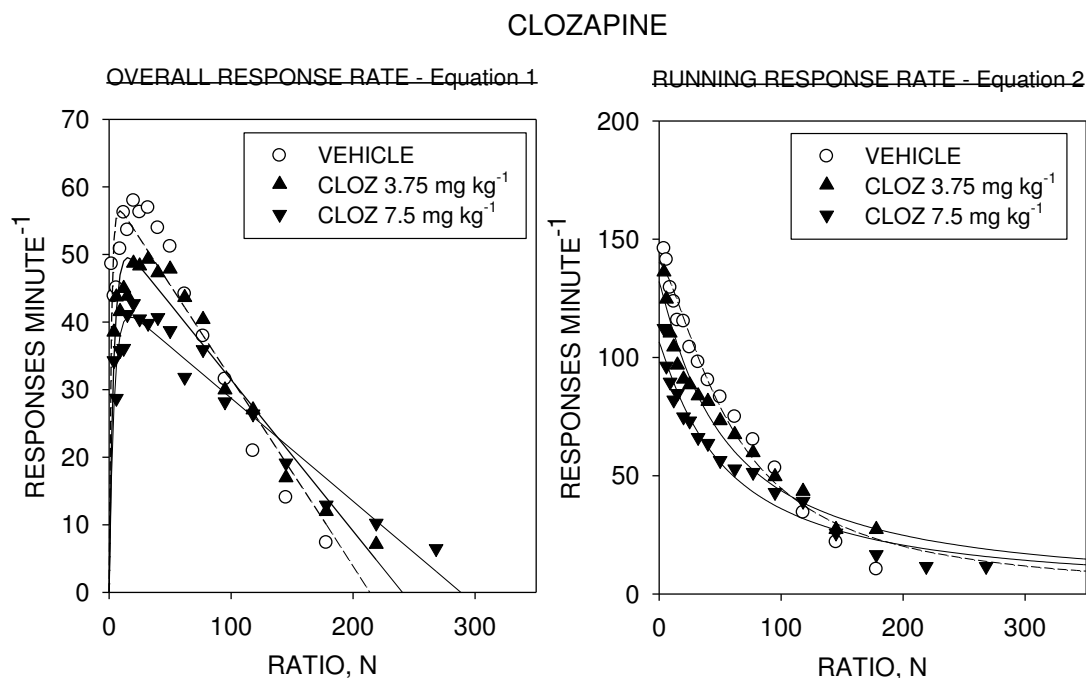 CLOZAPINE
OVERALL RESPONSE RATE - Equation 1
70
60
50
40
30
20
10
0
RESPONSES MINUTE⁻¹
VEHICLE
CLOZ 3.75 mg kg⁻¹
CLOZ 7.5 mg kg⁻¹
0 100 200 300
RATIO, N
RUNNING RESPONSE RATE - Equation 2
200
150
100
50
0
RESPONSES MINUTE⁻¹
VEHICLE
CLOZ 3.75 mg kg⁻¹
CLOZ 7.5 mg kg⁻¹
0 100 200 300
RATIO, N